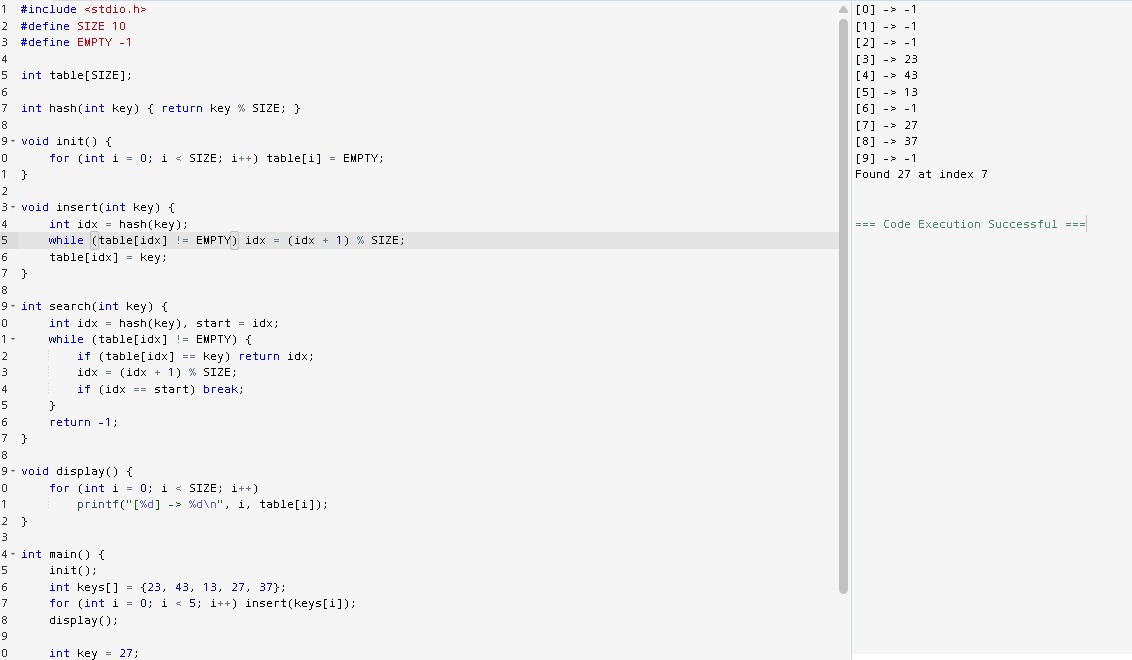 1 #include <stdio.h>
2 #define SIZE 10
3 #define EMPTY -1
4
5 int table[SIZE];
6
7 int hash(int key) { return key % SIZE; }
8
9 void init() {
0     for (int i = 0; i < SIZE; i++) table[i] = EMPTY;
1 }
2
3 void insert(int key) {
4     int idx = hash(key);
5     while (table[idx] != EMPTY) idx = (idx + 1) % SIZE;
6     table[idx] = key;
7 }
8
9 int search(int key) {
0     int idx = hash(key), start = idx;
1     while (table[idx] != EMPTY) {
2         if (table[idx] == key) return idx;
3         idx = (idx + 1) % SIZE;
4         if (idx == start) break;
5     }
6     return -1;
7 }
8
9 void display() {
0     for (int i = 0; i < SIZE; i++)
1         printf("[%d] -> %d\n", i, table[i]);
2 }
3
4 int main() {
5     init();
6     int keys[] = {23, 43, 13, 27, 37};
7     for (int i = 0; i < 5; i++) insert(keys[i]);
8     display();
9
0     int key = 27;
[0] -> -1
[1] -> -1
[2] -> -1
[3] -> 23
[4] -> 43
[5] -> 13
[6] -> -1
[7] -> 27
[8] -> 37
[9] -> -1
Found 27 at index 7
=== Code Execution Successful ===